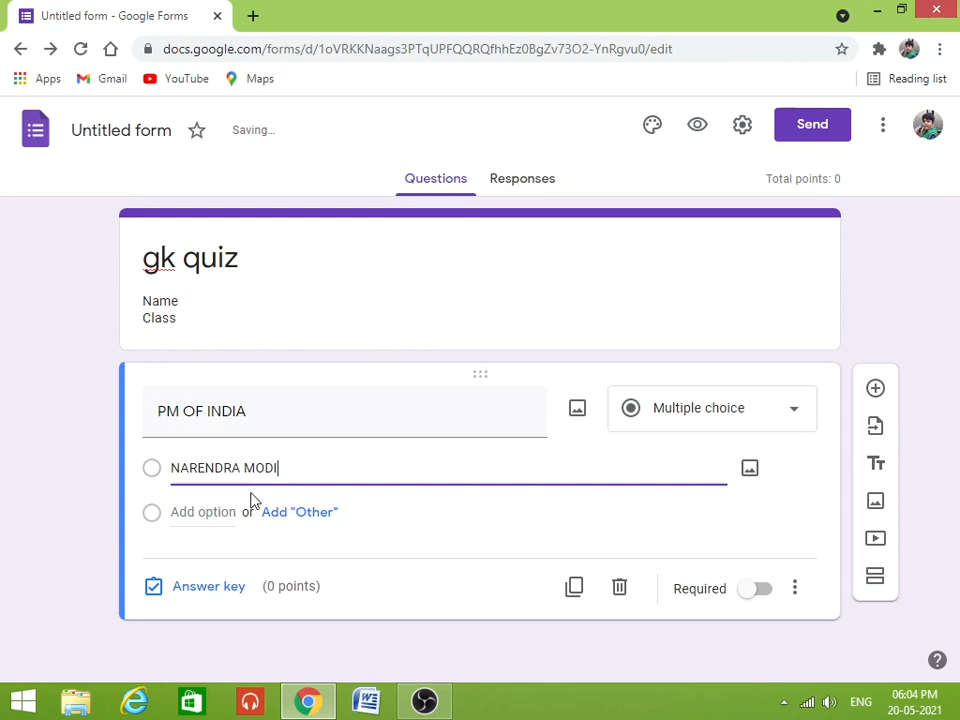 Untitled form - Google Forms
docs.google.com/forms/d/1oVRKKNaags3PTqUPFQQRQfhhEz0BgZv73O2-YnRgvu0/edit
Apps
Gmail
YouTube
Maps
Reading list
Untitled form
Saving...
Send
Questions
Responses
Total points: 0
gk quiz
Name
Class
PM OF INDIA
Multiple choice
NARENDRA MODI
Add option or Add "Other"
Answer key
(0 points)
Required
ENG
06:04 PM
20-05-2021